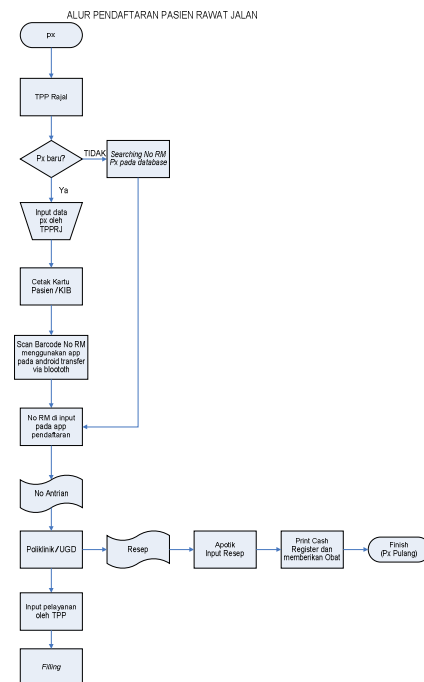 ALUR PENDAFTARAN PASIEN RAWAT JALAN
px
TPP Rajal
Px baru?
TIDAK
Searching No RM
Px pada database
Ya
Input data
px oleh
TPPRJ
Cetak Kartu
Pasien /KIB
Scan Barcode No RM
menggunakan app
pada android transfer
via bloototh
No RM di input
pada app
pendaftaran
No Antrian
Poliklinik/UGD
Resep
Apotik
Input Resep
Print Cash
Register dan
memberikan Obat
Finish
(Px Pulang)
Input pelayanan
oleh TPP
Filling